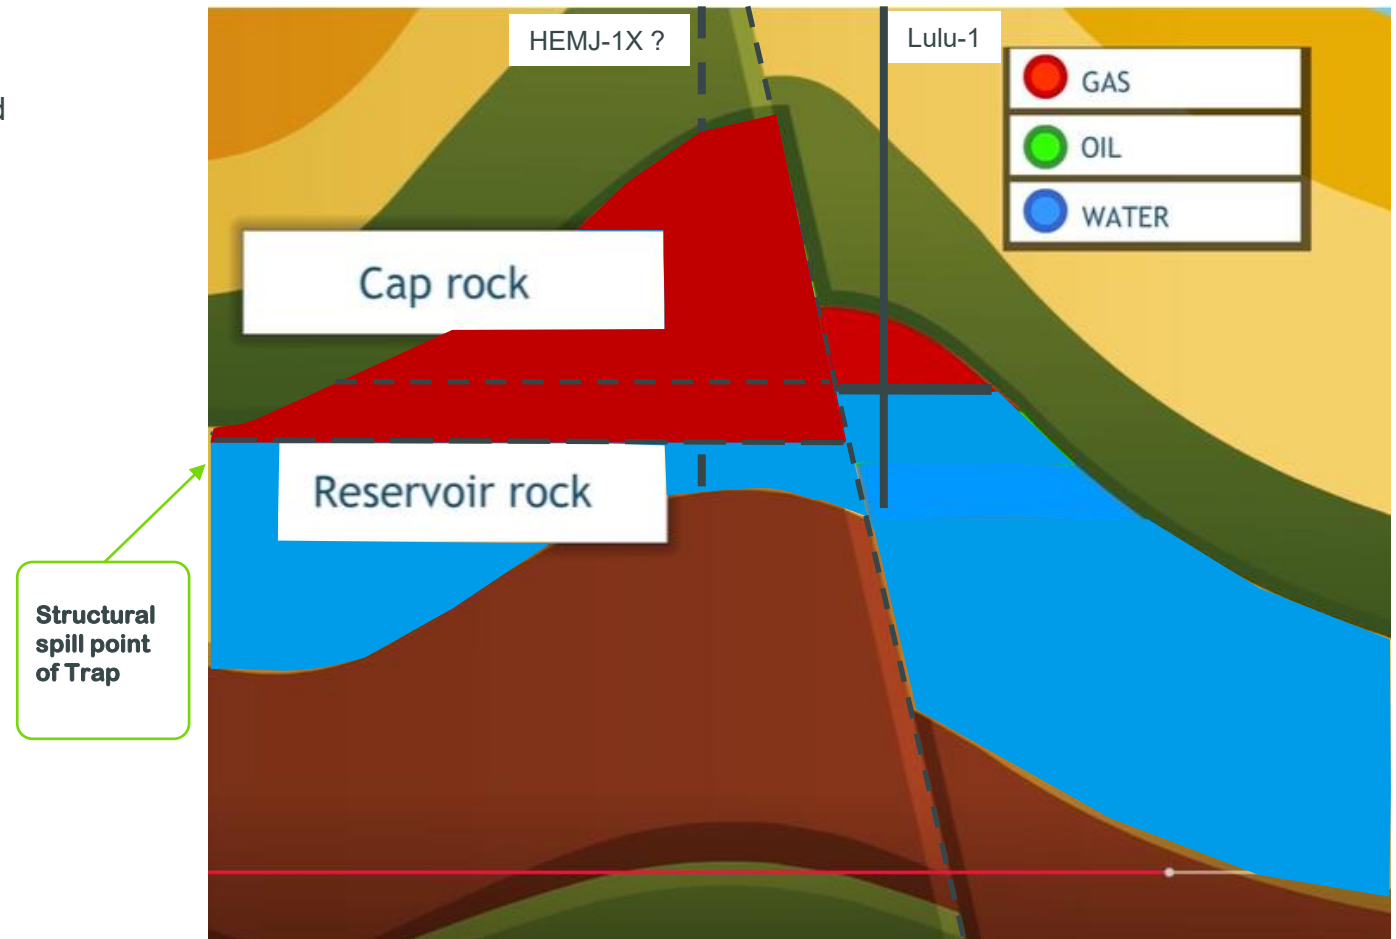 d
HEMJ-1X ?
Lulu-1
GAS
OIL
WATER
Cap rock
Reservoir rock
Structural
spill point
of Trap